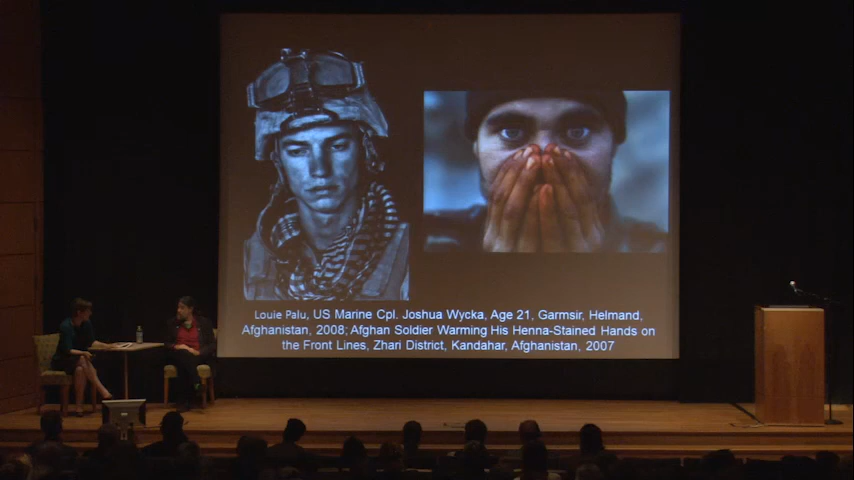 Louie Palu, US Marine Cpl. Joshua Wycka, Age 21, Garmsir, Helmand,
Afghanistan, 2008; Afghan Soldier Warming His Henna-Stained Hands on
the Front Lines, Zhari District, Kandahar, Afghanistan, 2007